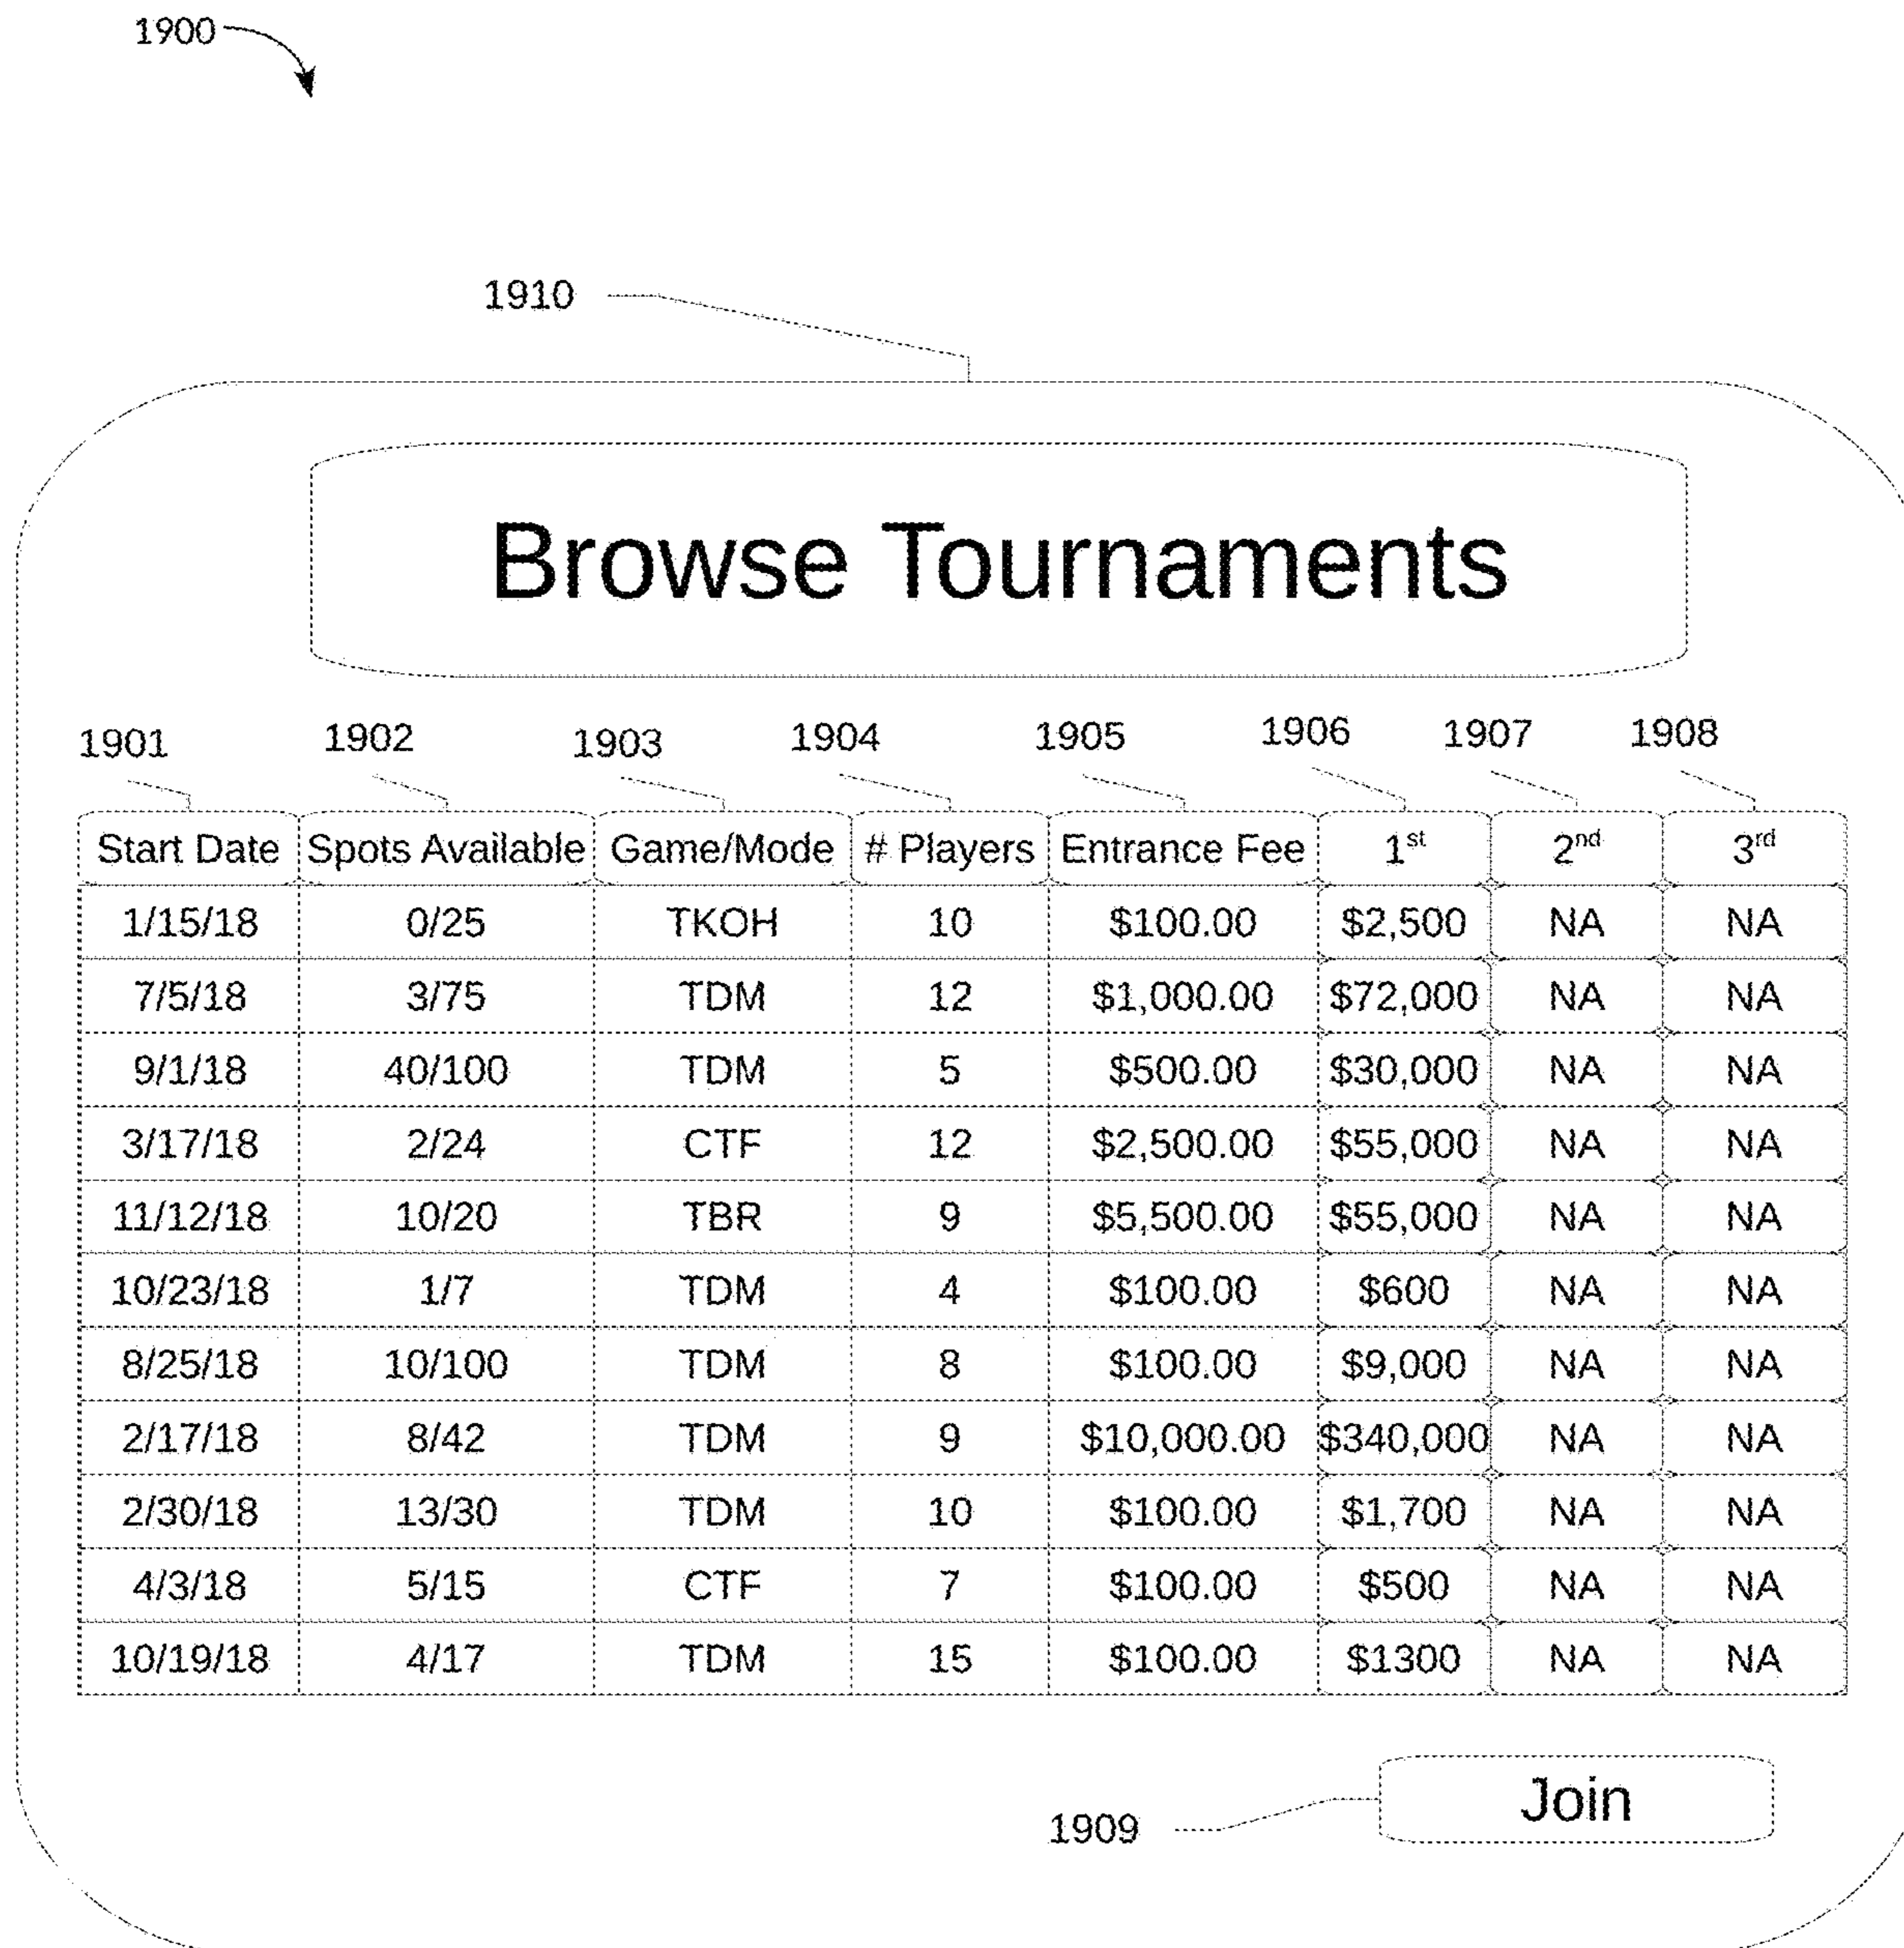 1900
1910
Browse Tournaments
1901 1902 1903 1904 1905 1906 1907 1908
Start Date Spots Available Game/Mode # Players Entrance Fee 1st 2nd 3rd
1/15/18 0/25 TKOH 10 $100.00 $2,500 NA NA
7/5/18 3/75 TDM 12 $1,000.00 $72,000 NA NA
9/1/18 40/100 TDM 5 $500.00 $30,000 NA NA
3/17/18 2/24 CTF 12 $2,500.00 $55,000 NA NA
11/12/18 10/20 TBR 9 $5,500.00 $55,000 NA NA
10/23/18 1/7 TDM 4 $100.00 $600 NA NA
8/25/18 10/100 TDM 8 $100.00 $9,000 NA NA
2/17/18 8/42 TDM 9 $10,000.00 $340,000 NA NA
2/30/18 13/30 TDM 10 $100.00 $1,700 NA NA
4/3/18 5/15 CTF 7 $100.00 $500 NA NA
10/19/18 4/17 TDM 15 $100.00 $1300 NA NA
Join
1909